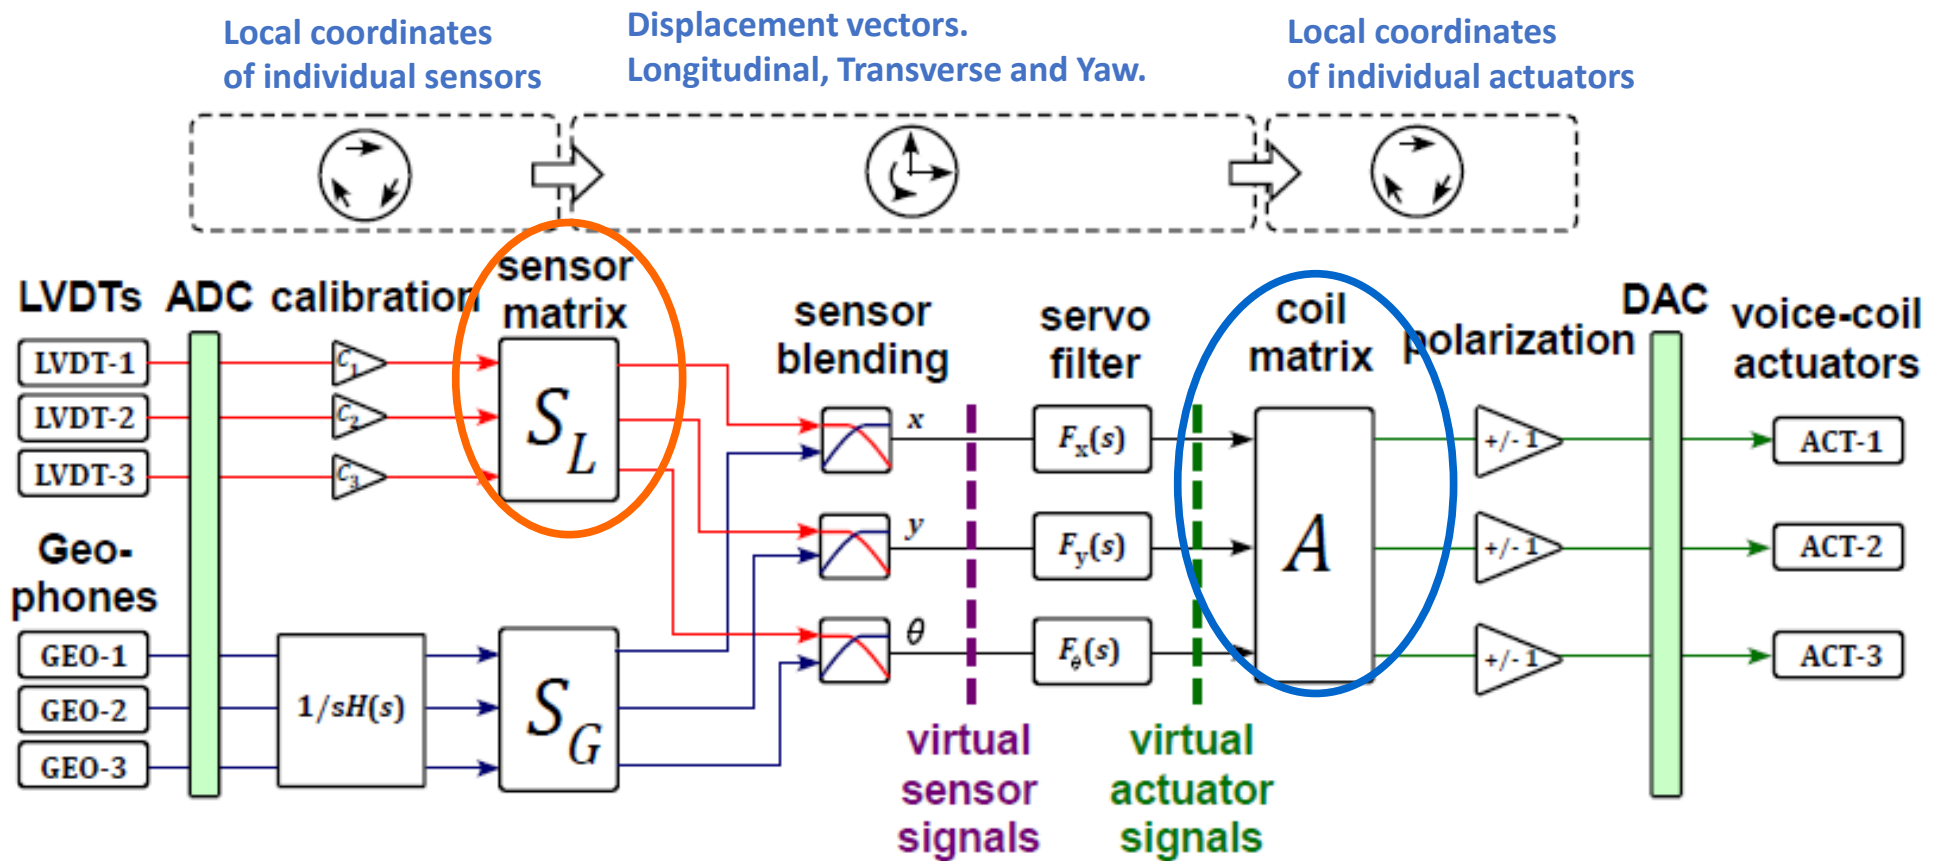 Local coordinates
of individual sensors
Displacement vectors.
Longitudinal, Transverse and Yaw.
Local coordinates
of individual actuators
LVDTs
ADC
calibration
sensor
matrix
sensor
blending
servo
filter
coil
matrix
polarization
DAC
voice-coil
actuators
LVDT-1
LVDT-2
LVDT-3
C1
C2
C3
SL
x
y
θ
Fx(s)
Fy(s)
Fθ(s)
A
+/- 1
+/- 1
+/- 1
ACT-1
ACT-2
ACT-3
Geo-
phones
GEO-1
GEO-2
GEO-3
1/sH(s)
SG
virtual
sensor
signals
virtual
actuator
signals